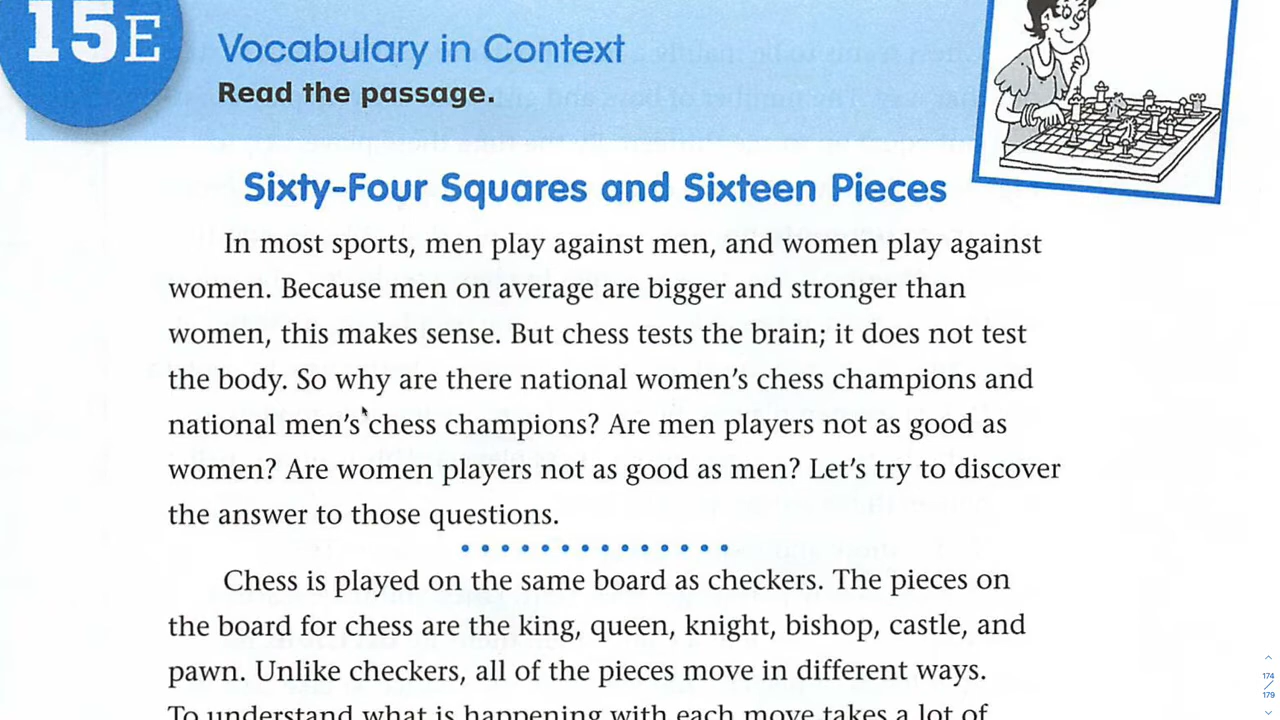 15E
Vocabulary in Context
Read the passage.
Sixty-Four Squares and Sixteen Pieces
In most sports, men play against men, and women play against
women. Because men on average are bigger and stronger than
women, this makes sense. But chess tests the brain; it does not test
the body. So why are there national women's chess champions and
national men's chess champions? Are men players not as good as
women? Are women players not as good as men? Let's try to discover
the answer to those questions.
Chess is played on the same board as checkers. The pieces on
the board for chess are the king, queen, knight, bishop, castle, and
pawn. Unlike checkers, all of the pieces move in different ways.
To understand what is happening with each move takes a lot of
174
179